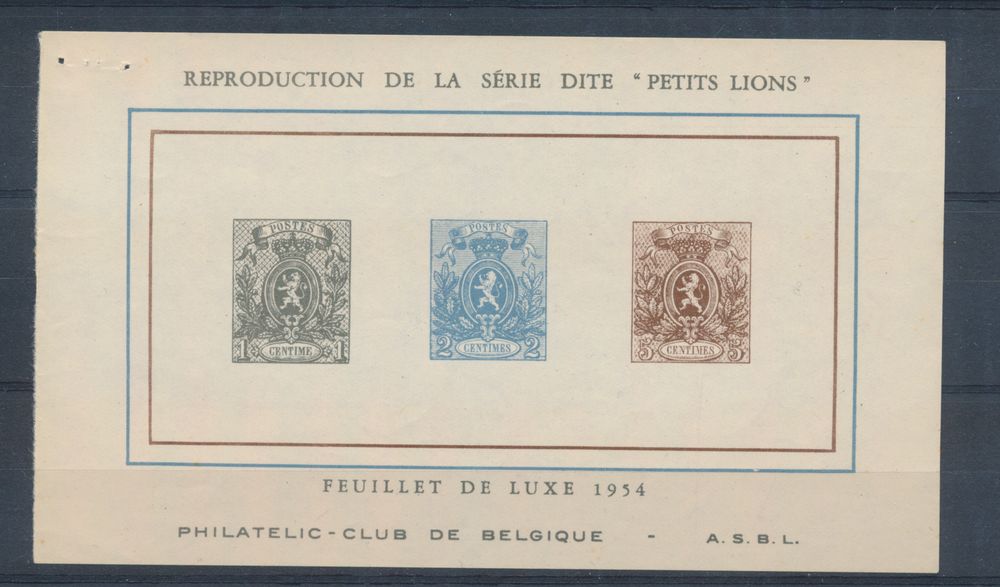 REPRODUCTION DE LA SÉRIE DITE “ PETITS LIONS ”
POSTES POSTES POSTES
1 CENTIME 1 2 CENTIMES 2 5 CENTIMES 5
FEUILLET DE LUXE 1954
PHILATELIC-CLUB DE BELGIQUE - A.S.B.L.